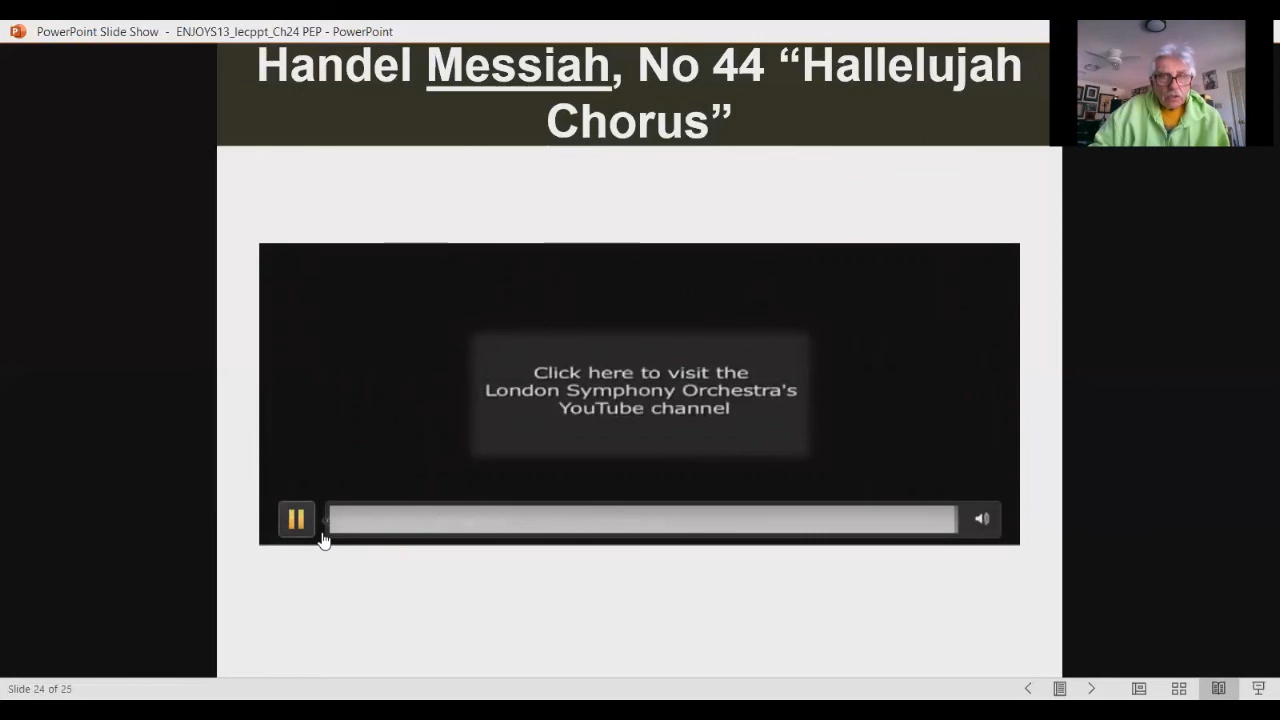 PowerPoint Slide Show - ENJOYS13_lecppt_Ch24 PEP - PowerPoint
Handel Messiah, No 44 “Hallelujah
Chorus”
Click here to visit the
London Symphony Orchestra's
YouTube channel
Slide 24 of 25